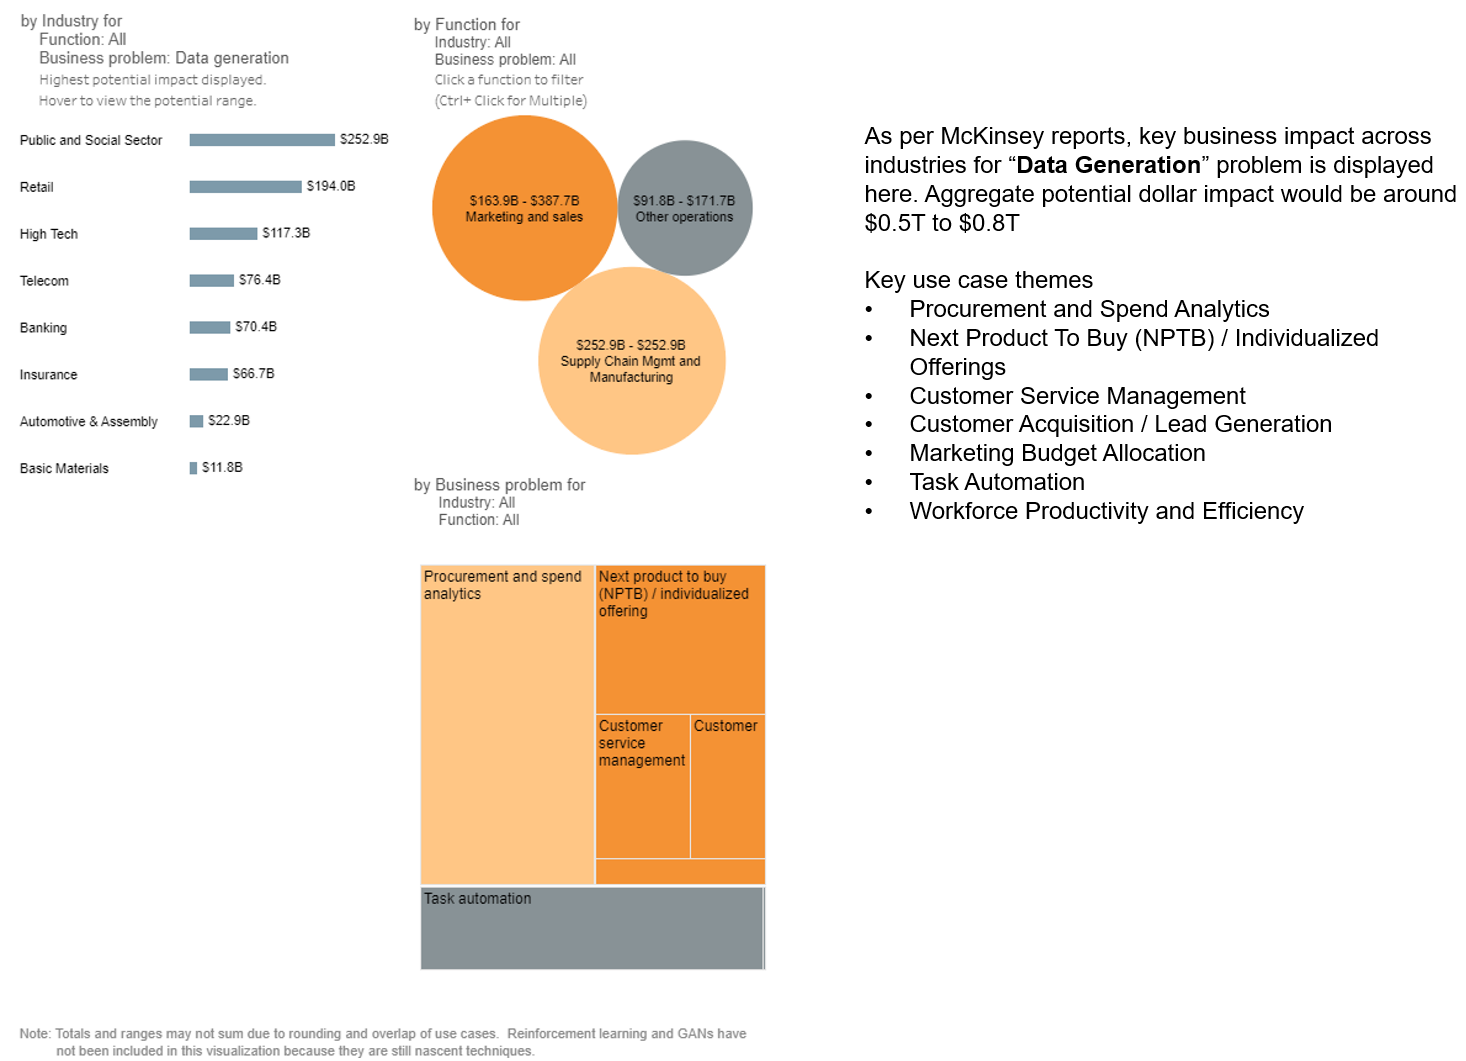 by Industry for
Function: All
Business problem: Data generation
Highest potential impact displayed.
Hover to view the potential range.
Public and Social Sector $252.9B
Retail $194.0B
High Tech $117.3B
Telecom $76.4B
Banking $70.4B
Insurance $66.7B
Automotive & Assembly $22.9B
Basic Materials $11.8B
by Function for
Industry: All
Business problem: All
Click a function to filter
(Ctrl+ Click for Multiple)
$163.9B - $387.7B
Marketing and sales
$91.8B - $171.7B
Other operations
$252.9B - $252.9B
Supply Chain Mgmt and
Manufacturing
by Business problem for
Industry: All
Function: All
Procurement and spend
analytics
Next product to buy
(NPTB) / individualized
offering
Customer
service
management
Customer
Task automation
As per McKinsey reports, key business impact across
industries for “Data Generation” problem is displayed
here. Aggregate potential dollar impact would be around
$0.5T to $0.8T
Key use case themes
• Procurement and Spend Analytics
• Next Product To Buy (NPTB) / Individualized
Offerings
• Customer Service Management
• Customer Acquisition / Lead Generation
• Marketing Budget Allocation
• Task Automation
• Workforce Productivity and Efficiency
Note: Totals and ranges may not sum due to rounding and overlap of use cases. Reinforcement learning and GANs have
not been included in this visualization because they are still nascent techniques.